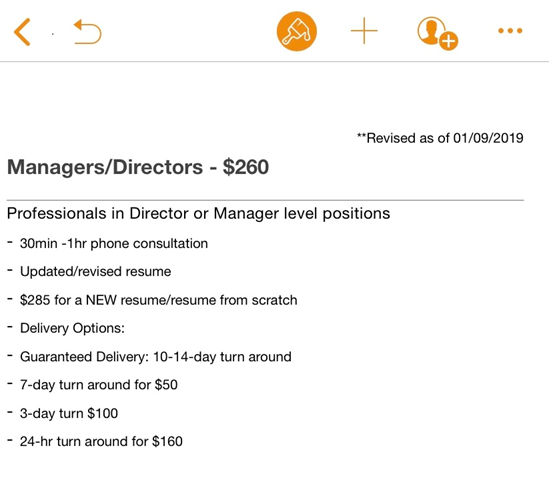 **Revised as of 01/09/2019
Managers/Directors - $260
Professionals in Director or Manager level positions
- 30min -1hr phone consultation
- Updated/revised resume
- $285 for a NEW resume/resume from scratch
- Delivery Options:
- Guaranteed Delivery: 10-14-day turn around
- 7-day turn around for $50
- 3-day turn $100
- 24-hr turn around for $160